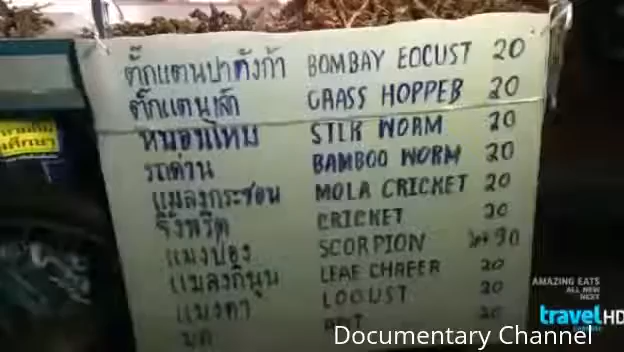 ตั๊กแตนปาทังก้า BOMBAY EOCUST 20
ตั๊กแตนเล็ก GRASS HOPPEB 20
หนอนไหม SILK WORM 20
รถด่วน BAMBOO WORM 20
แมลงกระชอน MOLA CRICKET 20
จิ้งหรีด CRICKET 20
แมงป่อง SCORPION 90
แมลงกินูน LEAF CHAFER 20
แมงดา LOCUST 20
มด
AMAZING EATS
ALL NEW
NEXT
travel HD
CHANNEL
Documentary Channel